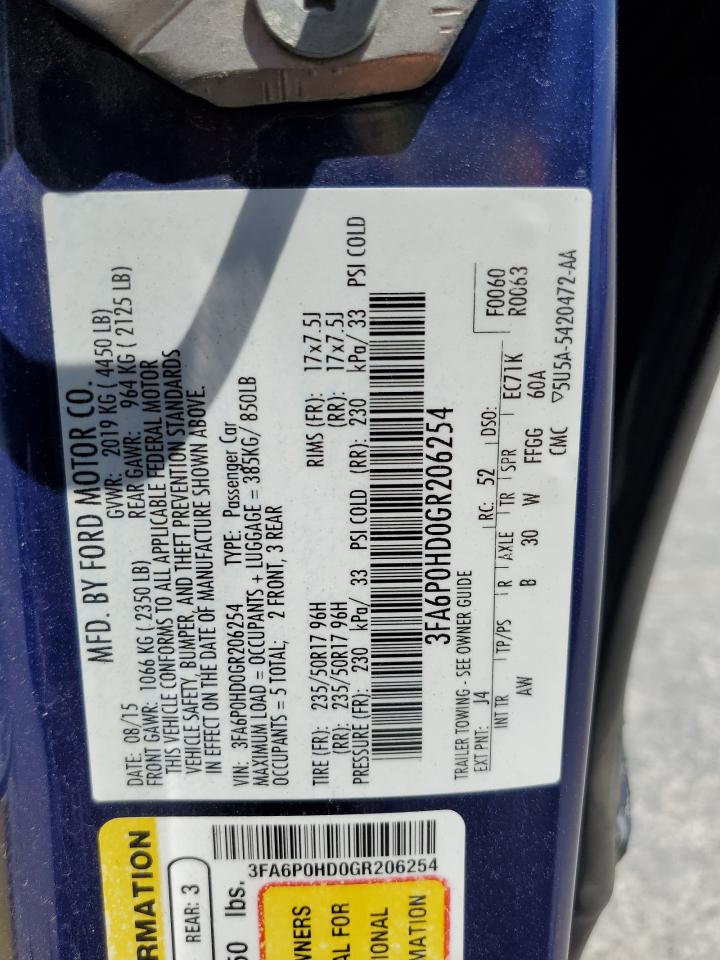 MFD. BY FORD MOTOR CO.
DATE: 08/15 GVWR: 2019 KG ( 4450 LB)
FRONT GAWR: 1066 KG ( 2350 LB) REAR GAWR: 964 KG ( 2125 LB)
THIS VEHICLE CONFORMS TO ALL APPLICABLE FEDERAL MOTOR
VEHICLE SAFETY, BUMPER, AND THEFT PREVENTION STANDARDS
IN EFFECT ON THE DATE OF MANUFACTURE SHOWN ABOVE.
VIN: 3FA6P0HD0GR206254 TYPE: Passenger Car
MAXIMUM LOAD = OCCUPANTS + LUGGAGE = 385KG/ 850LB
OCCUPANTS = 5 TOTAL; 2 FRONT, 3 REAR
TIRE (FR): 235/50R17 96H RIMS (FR): 17x7.5J
(RR): 235/50R17 96H (RR): 17x7.5J
PRESSURE (FR): 230 kPa/ 33 PSI COLD (RR): 230 kPa/ 33 PSI COLD
3FA6P0HD0GR206254
TRAILER TOWING - SEE OWNER GUIDE
F0060
R0063
EXT PNT: J4 RC: 52 DSO:
INT TR TP/PS R AXLE TR SPR EC71K
AW B 30 W FFGG 60A
CMC ▽5U5A-5420472-AA
RMATION
REAR: 3
lbs.
3FA6P0HD0GR206254